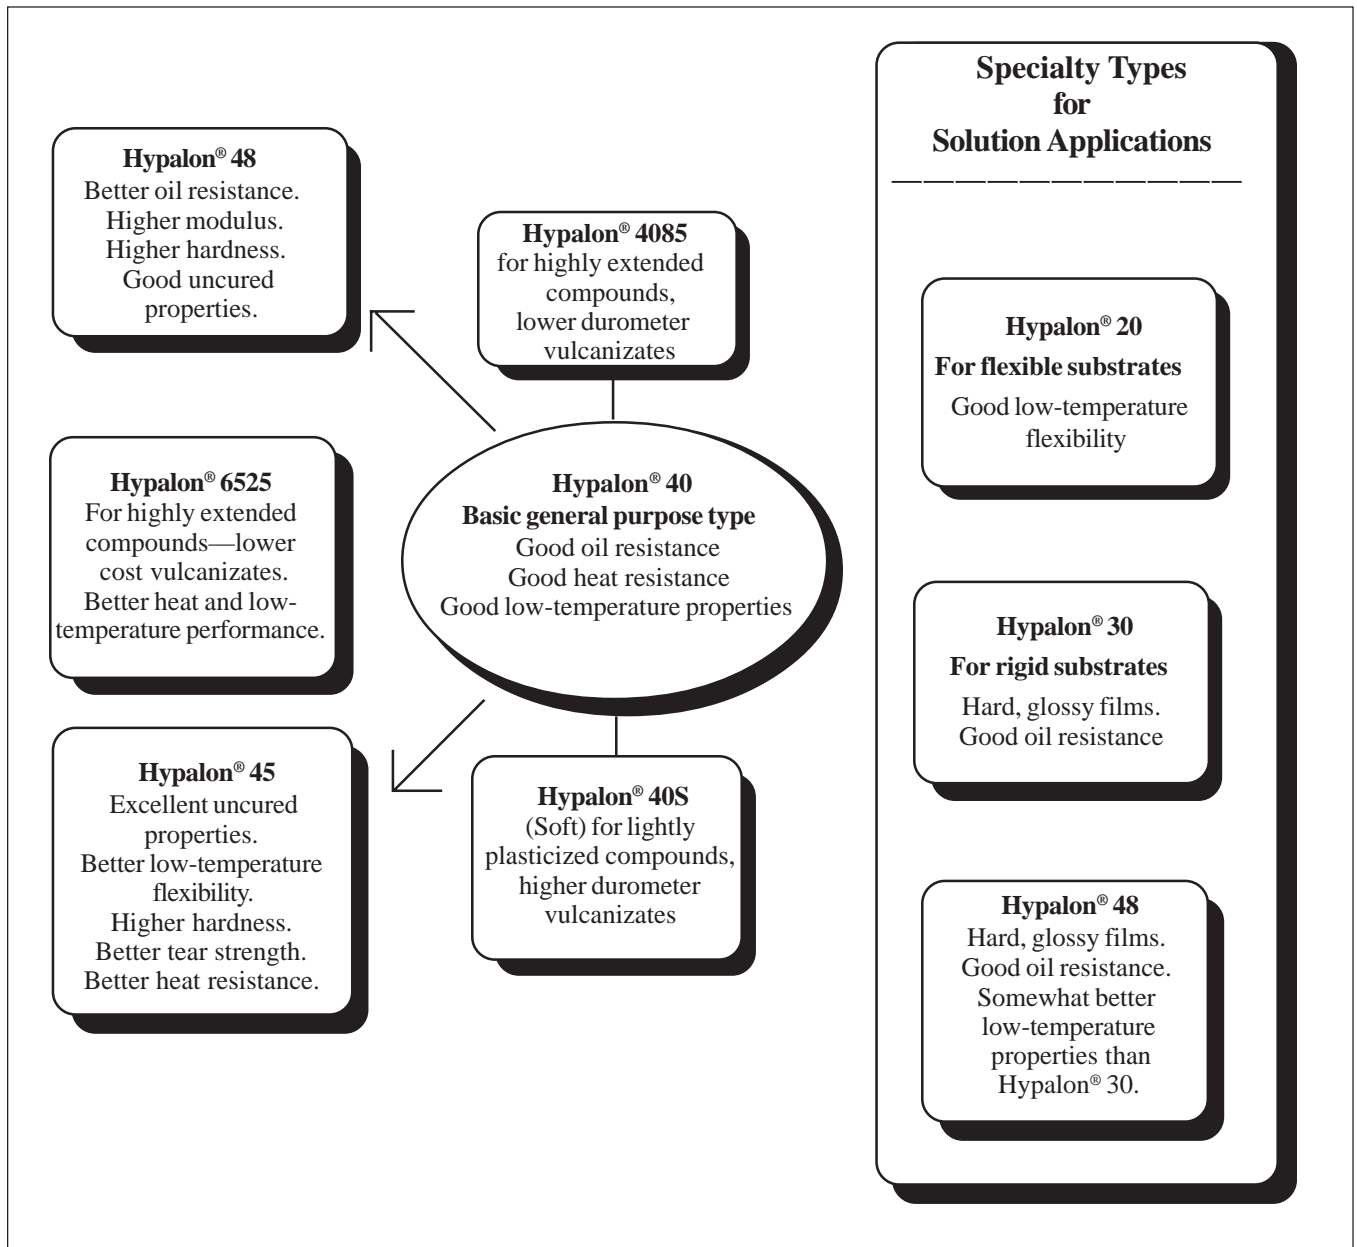 Hypalon® 48
Better oil resistance.
Higher modulus.
Higher hardness.
Good uncured
properties.
Hypalon® 4085
for highly extended
compounds,
lower durometer
vulcanizates
Hypalon® 6525
For highly extended
compounds—lower
cost vulcanizates.
Better heat and low-
temperature performance.
Hypalon® 40
Basic general purpose type
Good oil resistance
Good heat resistance
Good low-temperature properties
Hypalon® 45
Excellent uncured
properties.
Better low-temperature
flexibility.
Higher hardness.
Better tear strength.
Better heat resistance.
Hypalon® 40S
(Soft) for lightly
plasticized compounds,
higher durometer
vulcanizates
Specialty Types
for
Solution Applications
Hypalon® 20
For flexible substrates
Good low-temperature
flexibility
Hypalon® 30
For rigid substrates
Hard, glossy films.
Good oil resistance
Hypalon® 48
Hard, glossy films.
Good oil resistance.
Somewhat better
low-temperature
properties than
Hypalon® 30.